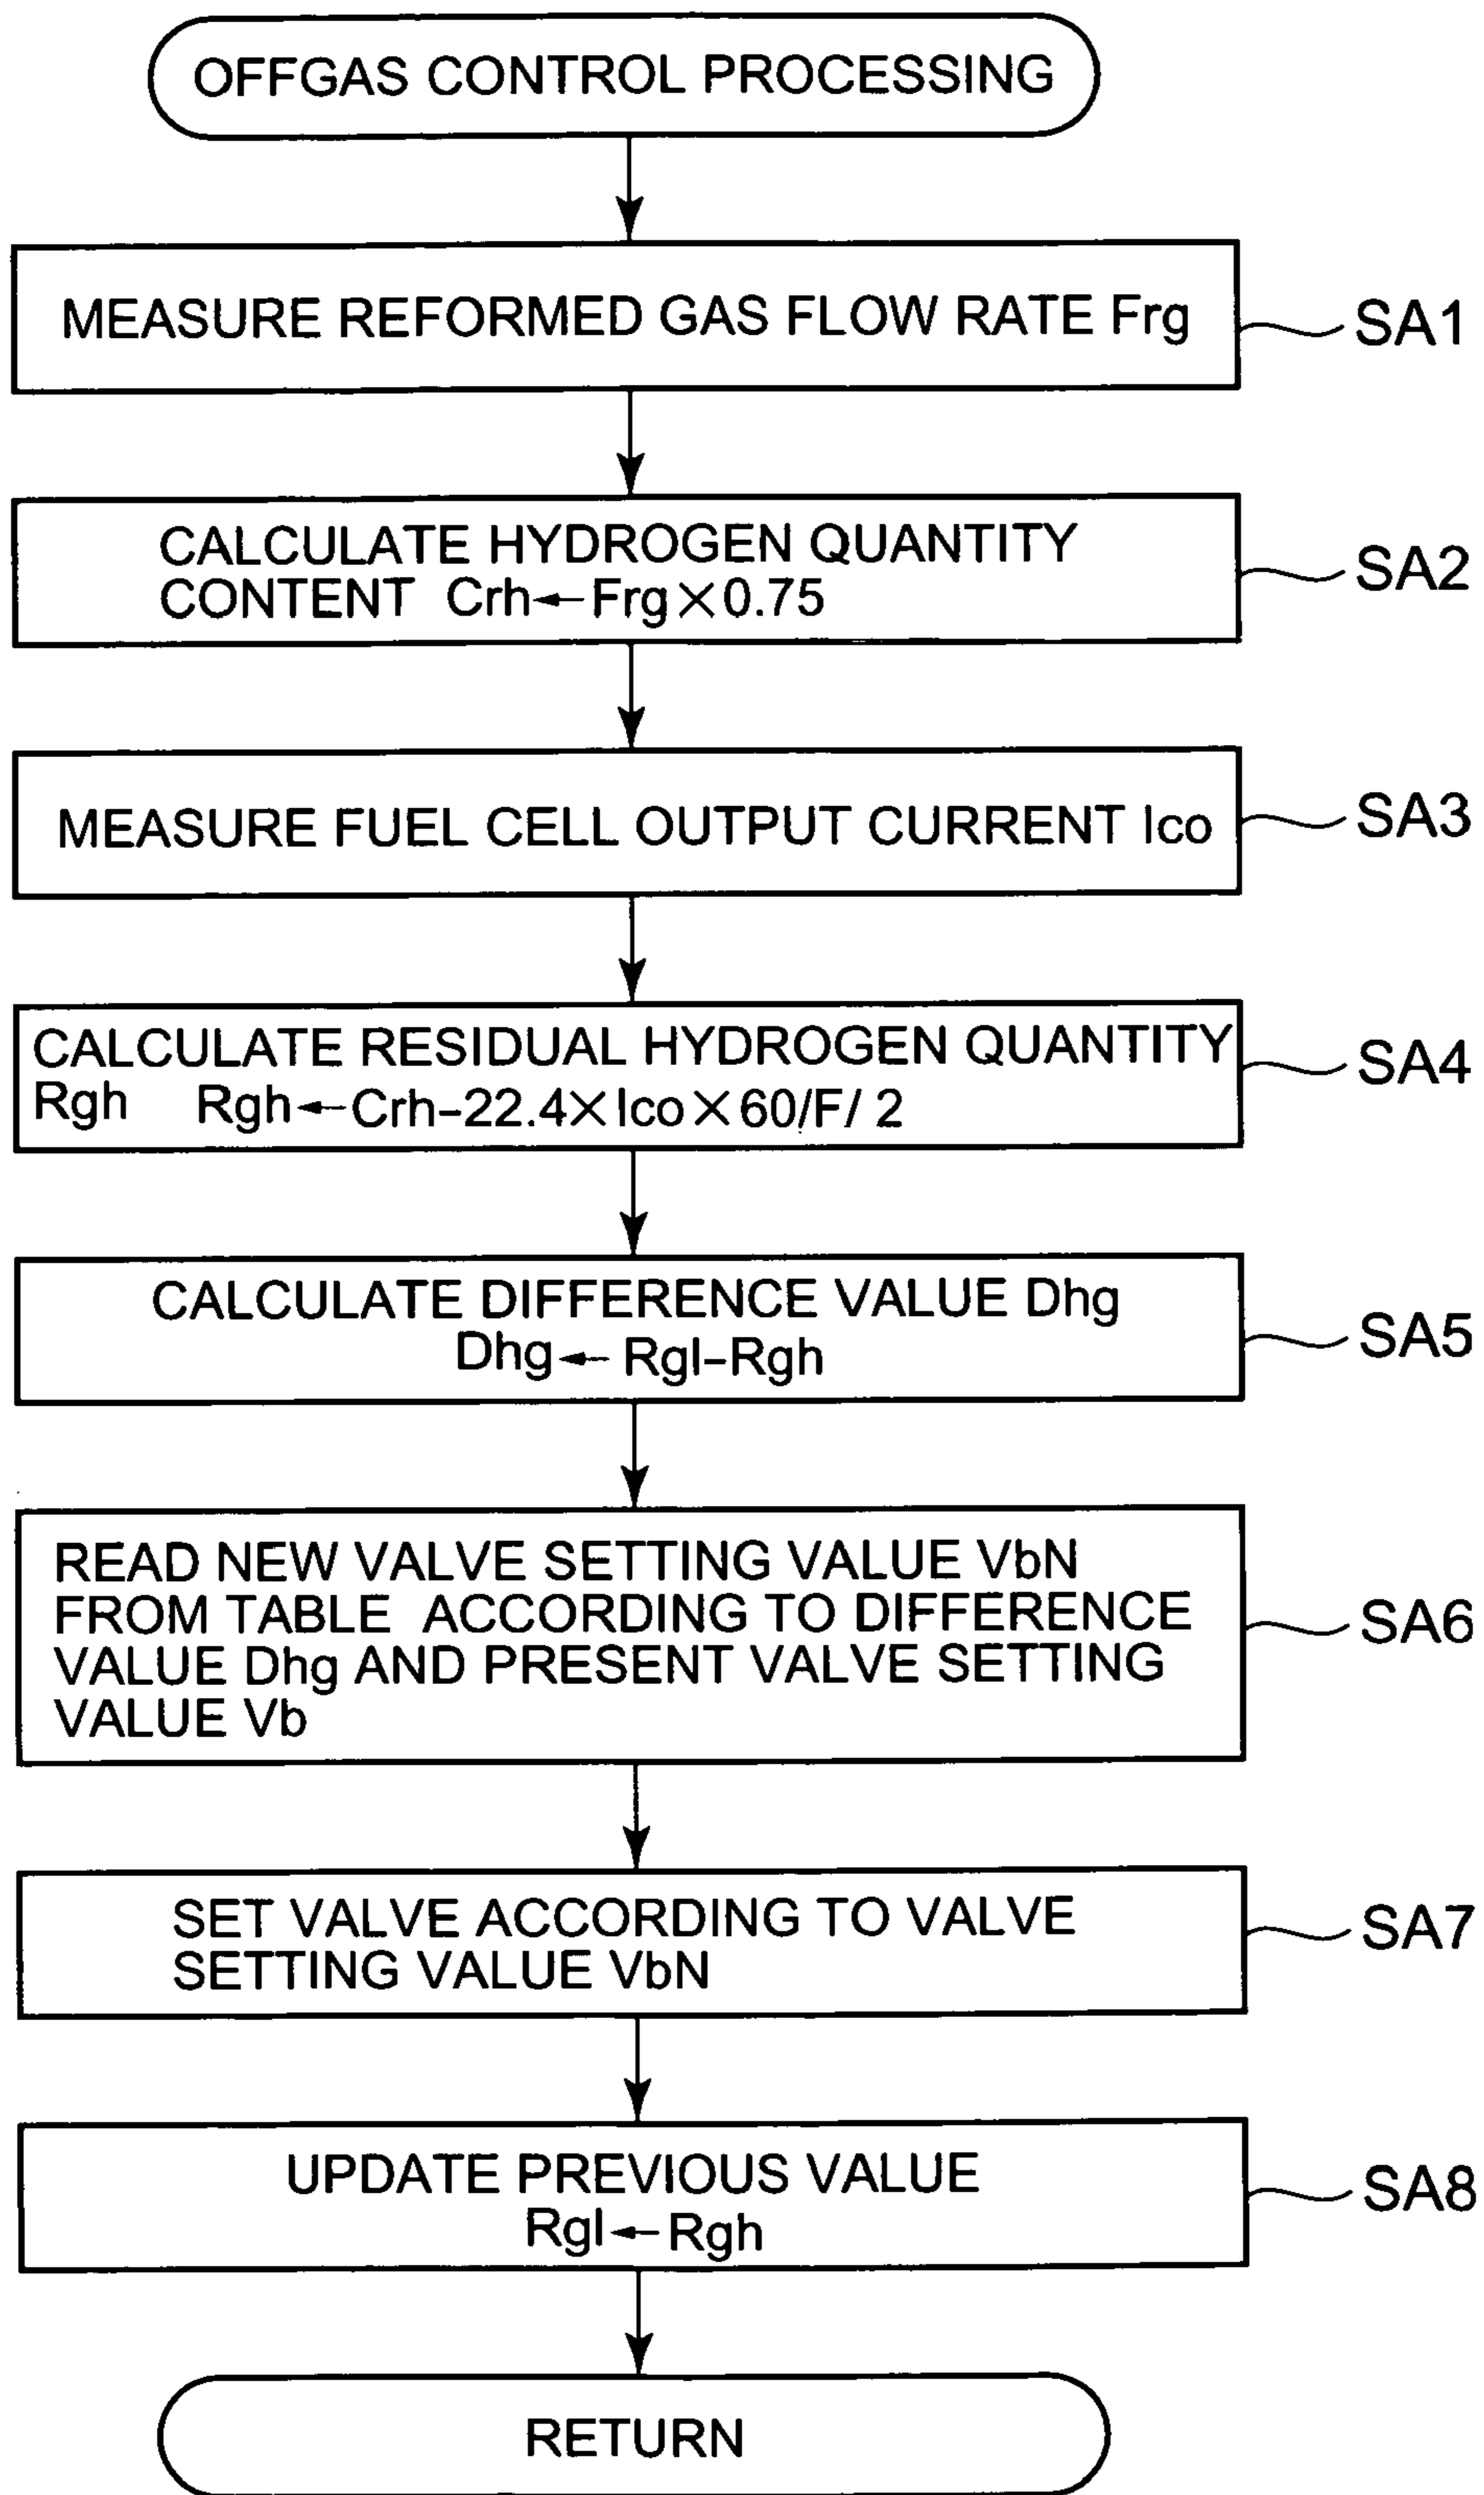 OFFGAS CONTROL PROCESSING
MEASURE REFORMED GAS FLOW RATE Frg
SA1
CALCULATE HYDROGEN QUANTITY
CONTENT Crh←Frg×0.75
SA2
MEASURE FUEL CELL OUTPUT CURRENT Ico
SA3
CALCULATE RESIDUAL HYDROGEN QUANTITY
Rgh Rgh←Crh−22.4×Ico×60/F/2
SA4
CALCULATE DIFFERENCE VALUE Dhg
Dhg← Rgl−Rgh
SA5
READ NEW VALVE SETTING VALUE VbN
FROM TABLE ACCORDING TO DIFFERENCE
VALUE Dhg AND PRESENT VALVE SETTING
VALUE Vb
SA6
SET VALVE ACCORDING TO VALVE
SETTING VALUE VbN
SA7
UPDATE PREVIOUS VALUE
Rgl←Rgh
SA8
RETURN